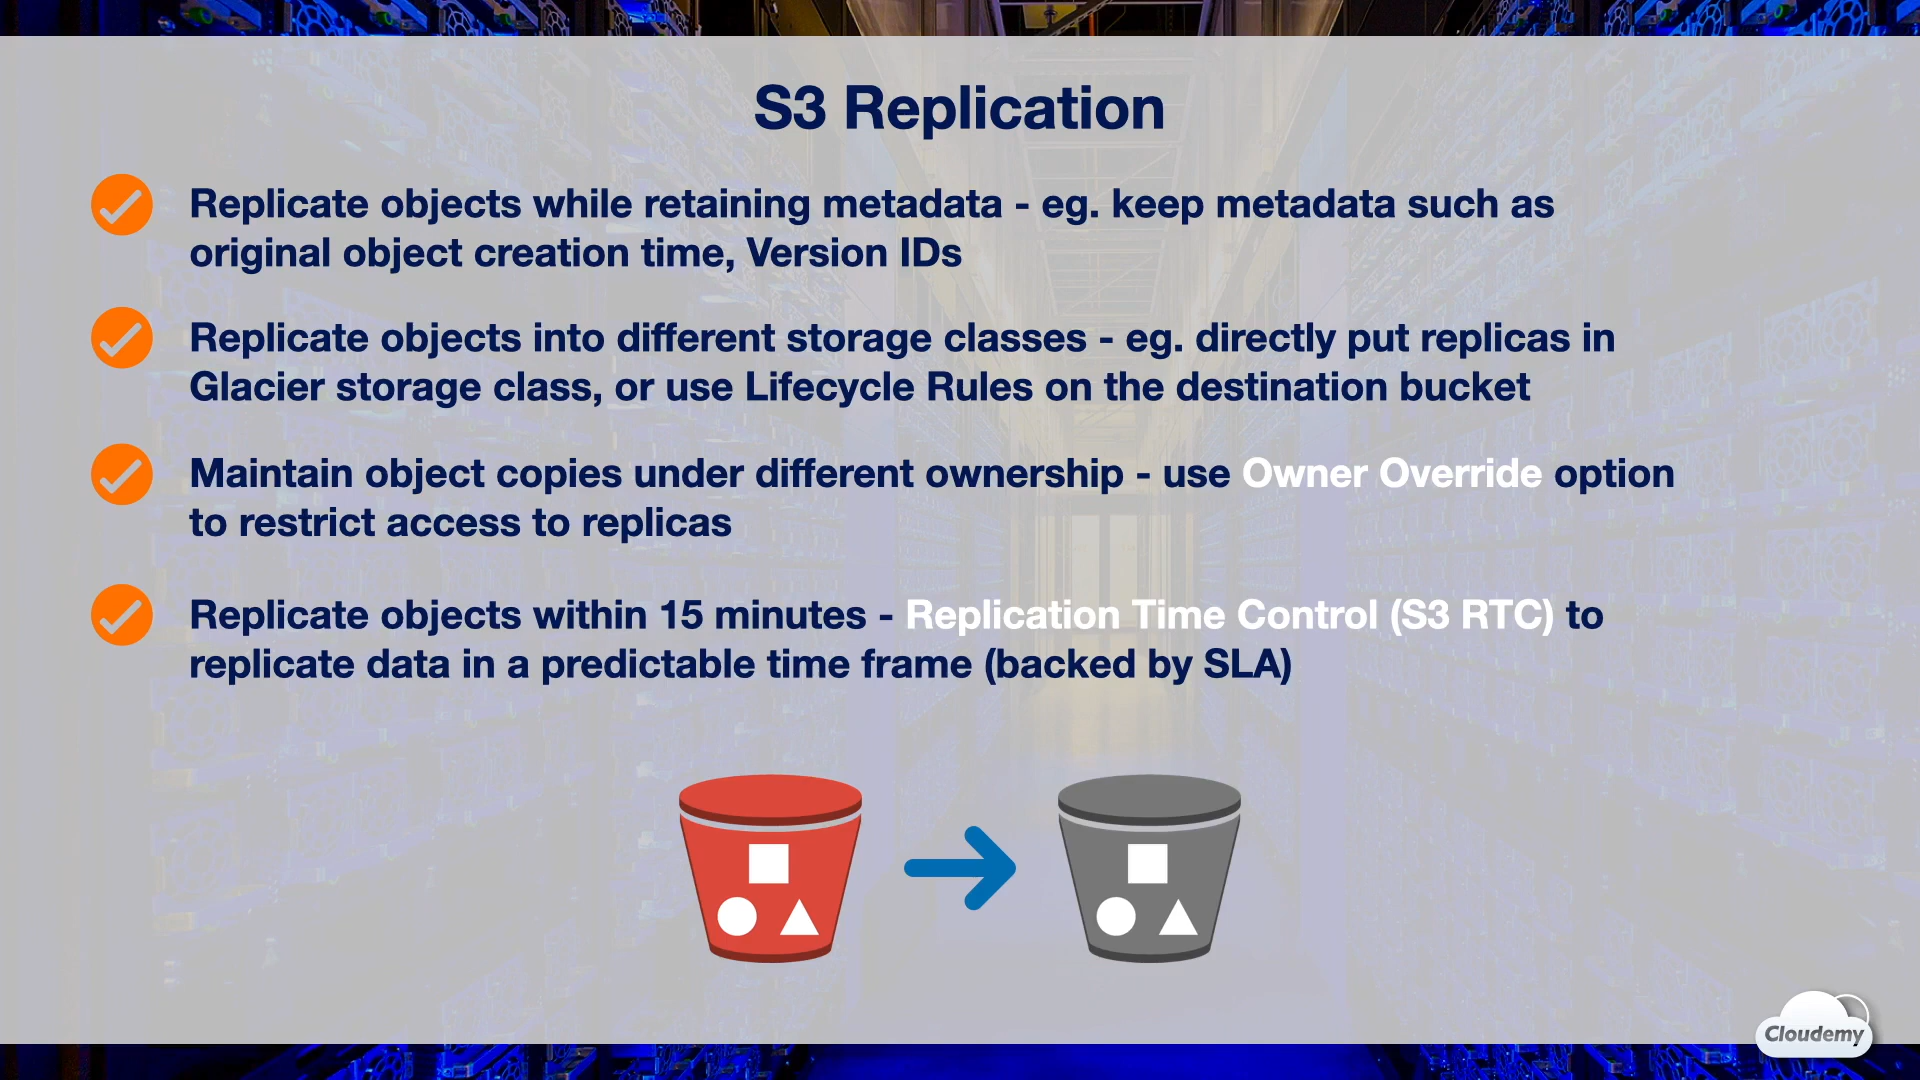 S3 Replication
Replicate objects while retaining metadata - eg. keep metadata such as
original object creation time, Version IDs
Replicate objects into different storage classes - eg. directly put replicas in
Glacier storage class, or use Lifecycle Rules on the destination bucket
Maintain object copies under different ownership - use Owner Override option
to restrict access to replicas
Replicate objects within 15 minutes - Replication Time Control (S3 RTC) to
replicate data in a predictable time frame (backed by SLA)
Cloudemy